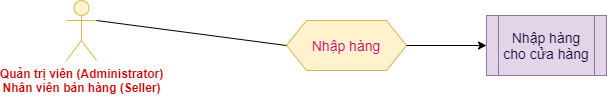 Quản trị viên (Administrator)
Nhân viên bán hàng (Seller)
Nhập hàng
Nhập hàng
cho cửa hàng